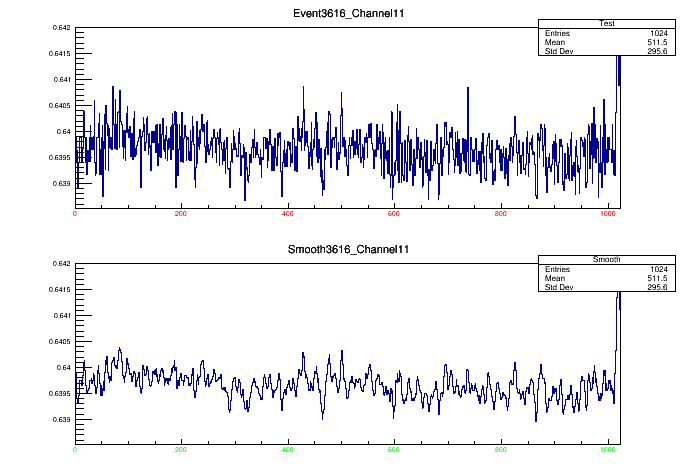 Event3616_Channel11
Test
Entries 1024
Mean 511.5
Std Dev 295.6
0.642
0.6415
0.641
0.6405
0.64
0.6395
0.639
0.6385
0 200 400 600 800 1000
Smooth3616_Channel11
Smooth
Entries 1024
Mean 511.5
Std Dev 295.6
0.642
0.6415
0.641
0.6405
0.64
0.6395
0.639
0 200 400 600 800 1000